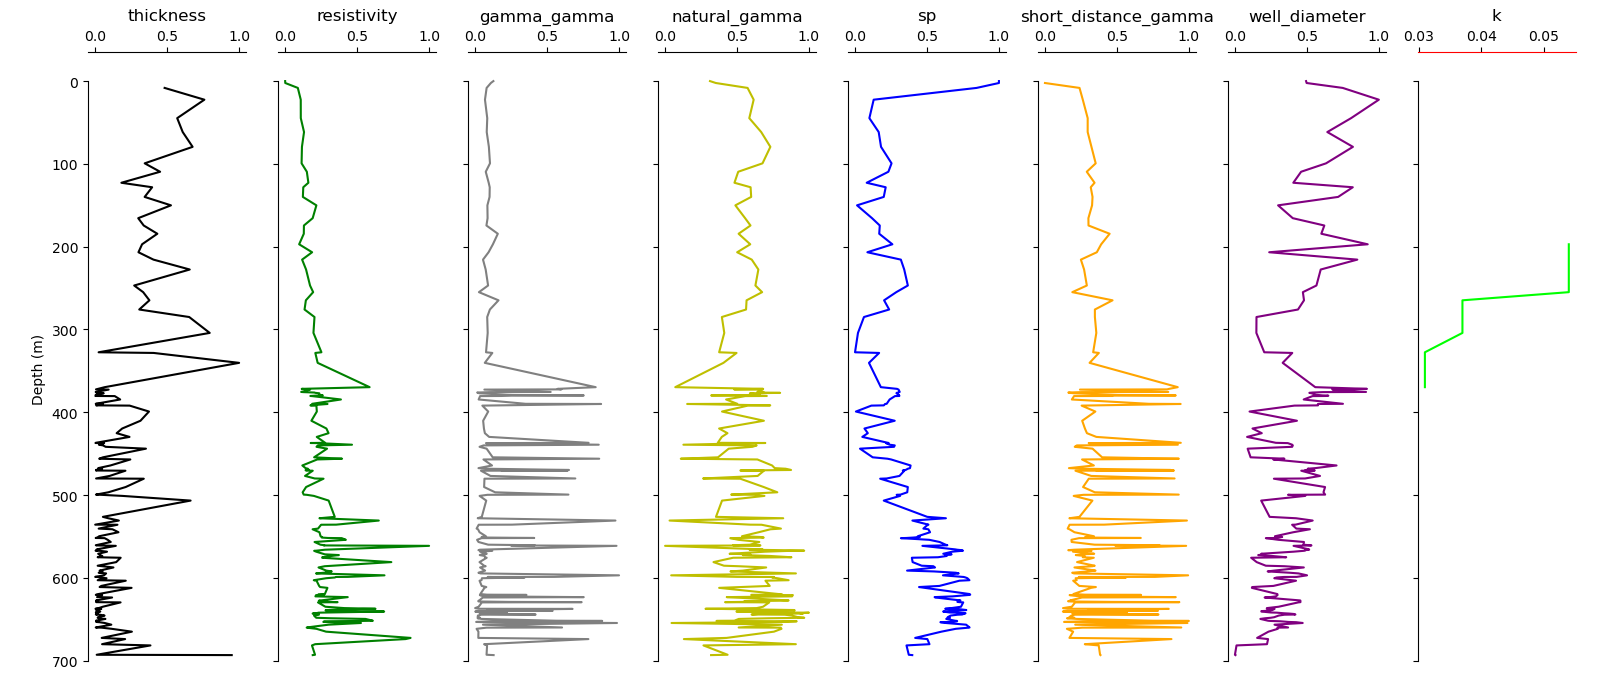 thickness resistivity gamma_gamma natural_gamma sp short_distance_gamma well_diameter k
0.0 0.5 1.0 0.0 0.5 1.0 0.0 0.5 1.0 0.0 0.5 1.0 0.0 0.5 1.0 0.0 0.5 1.0 0.0 0.5 1.0 0.03 0.04 0.05
0
100
200
300
Depth (m)
400
500
600
700